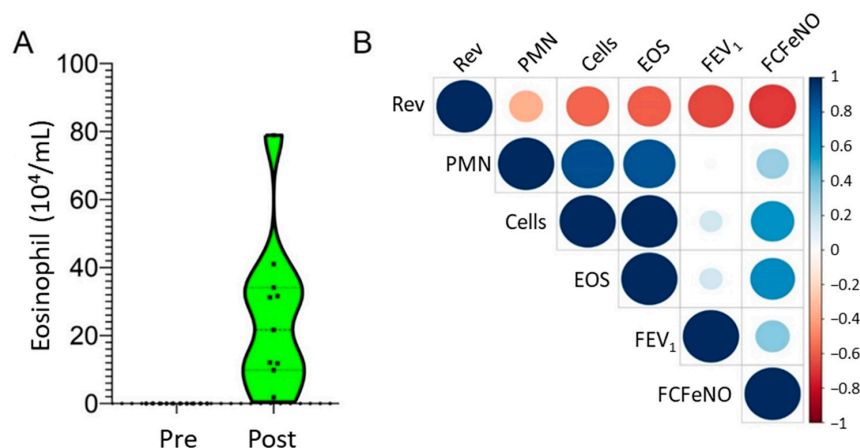 A
Eosinophil (10⁴/mL)
100
80
60
40
20
0
Pre Post
B
Rev PMN Cells EOS FEV₁ FCFeNO
Rev
PMN
Cells
EOS
FEV₁
FCFeNO
1
0.8
0.6
0.4
0.2
0
−0.2
−0.4
−0.6
−0.8
−1